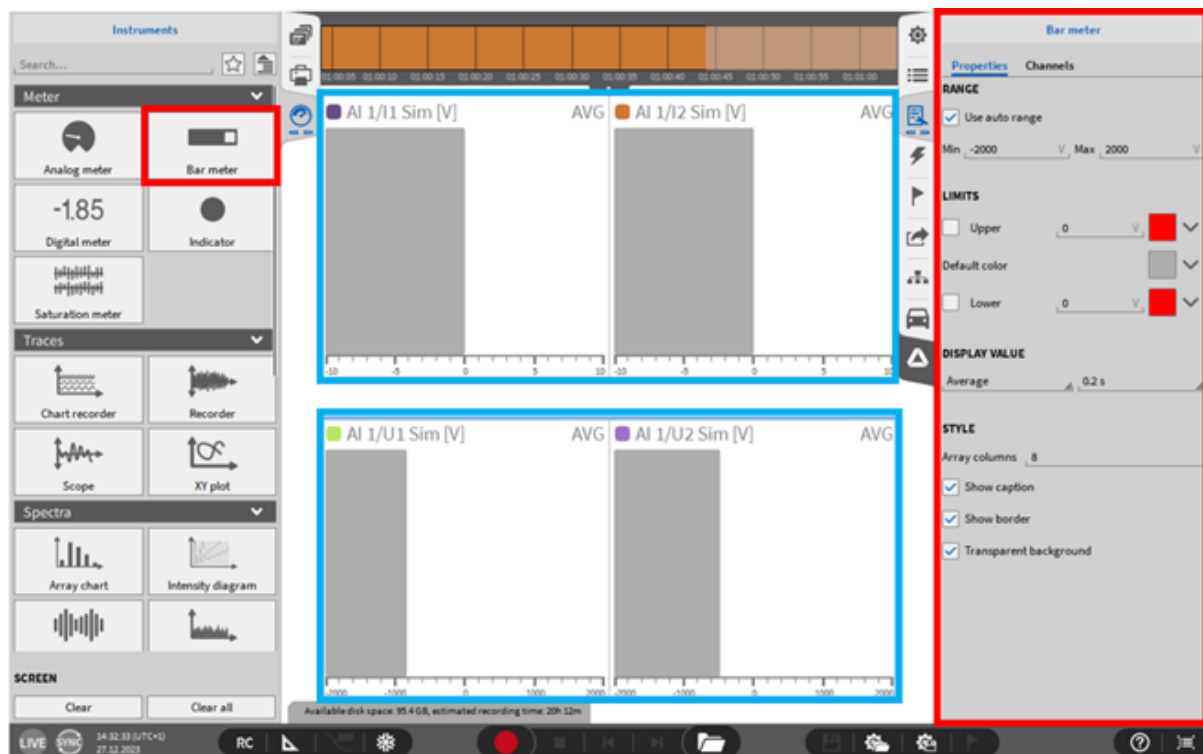 Instruments
Search...
Meter
Analog meter
Bar meter
-1.85
Digital meter
Indicator
Saturation meter
Traces
Chart recorder
Recorder
Scope
XY plot
Spectra
Array chart
Intensity diagram
SCREEN
Clear
Clear all
01:00:05 01:00:10 01:00:15 01:00:20 01:00:25 01:00:30 01:00:35 01:00:40 01:00:45 01:00:50 01:00:55 01:01:00
AI 1/I1 Sim [V] AVG
-10 -5 0 5 10
AI 1/I2 Sim [V] AVG
-10 -5 0 5 10
AI 1/U1 Sim [V] AVG
-2000 -1000 0 1000 2000
AI 1/U2 Sim [V] AVG
-2000 -1000 0 1000 2000
Available disk space: 95.4 GB, estimated recording time: 20h 12m
Bar meter
Properties Channels
RANGE
Use auto range
Min -2000 V Max 2000 V
LIMITS
Upper 0 V
Default color
Lower 0 V
DISPLAY VALUE
Average 0.2 s
STYLE
Array columns 8
Show caption
Show border
Transparent background
LIVE SYNC 14:32:33 (UTC+1)
27.12.2023
RC